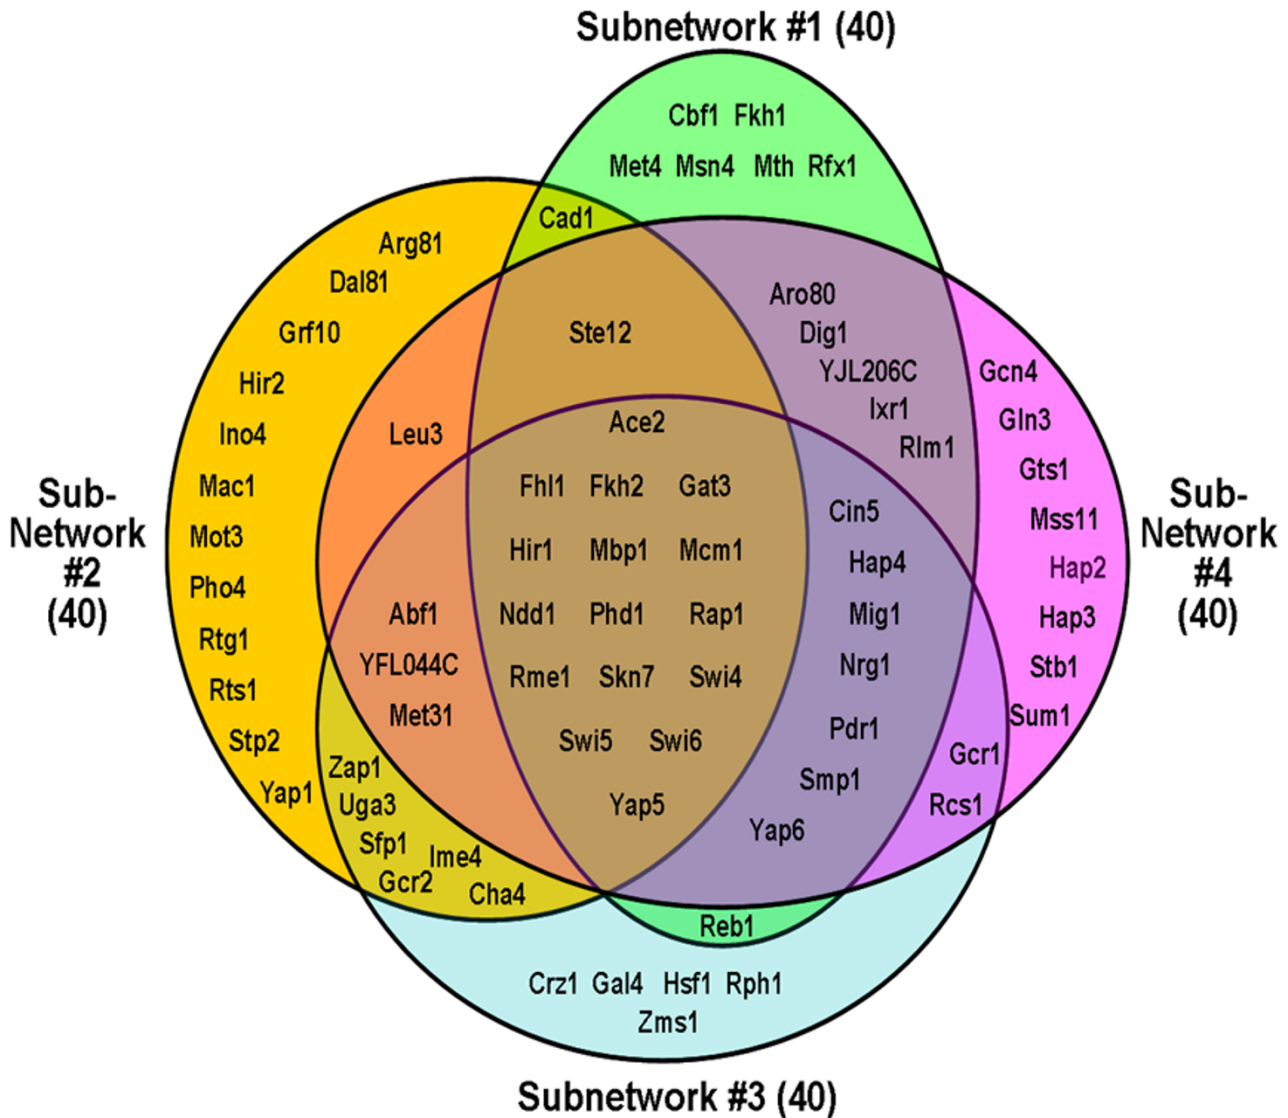 Subnetwork #1 (40)
Cbf1 Fkh1
Met4 Msn4 Mth Rfx1
Cad1
Arg81
Dal81
Grf10
Hir2
Ino4
Mac1
Mot3
Pho4
Rtg1
Rts1
Stp2
Yap1
Sub-
Network
#2
(40)
Leu3
Ste12
Aro80
Dig1
YJL206C
Ixr1
Rlm1
Gcn4
Gln3
Gts1
Mss11
Hap2
Hap3
Stb1
Sum1
Sub-
Network
#4
(40)
Ace2
Fhl1 Fkh2 Gat3
Hir1 Mbp1 Mcm1
Ndd1 Phd1 Rap1
Rme1 Skn7 Swi4
Swi5 Swi6
Yap5
Cin5
Hap4
Mig1
Nrg1
Pdr1
Smp1
Yap6
Abf1
YFL044C
Met31
Zap1
Uga3
Sfp1
Ime4
Gcr2
Cha4
Gcr1
Rcs1
Reb1
Crz1 Gal4 Hsf1 Rph1
Zms1
Subnetwork #3 (40)